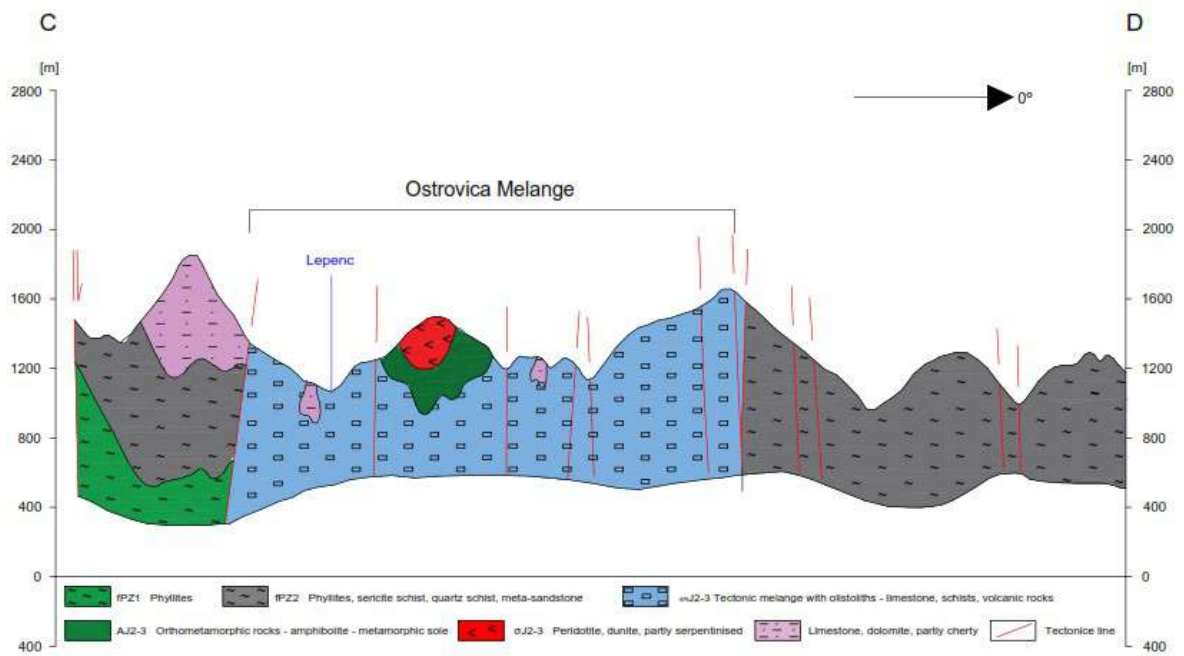 C D
[m] [m]
2800 2800
0º
2400 2400
Ostrovica Melange
2000 2000
Lepenc
1600 1600
1200 1200
800 800
400 400
0 0
fPZ1 Phyllites fPZ2 Phyllites, sericite schist, quartz schist, meta-sandstone J2-3 Tectonic melange with olistoliths - limestone, schists, volcanic rocks
AJ2-3 Orthometamorphic rocks - amphibolite - metamorphic sole σJ2-3 Peridotite, dunite, partly serpentinised Limestone, dolomite, partly cherty Tectonice line
400 400